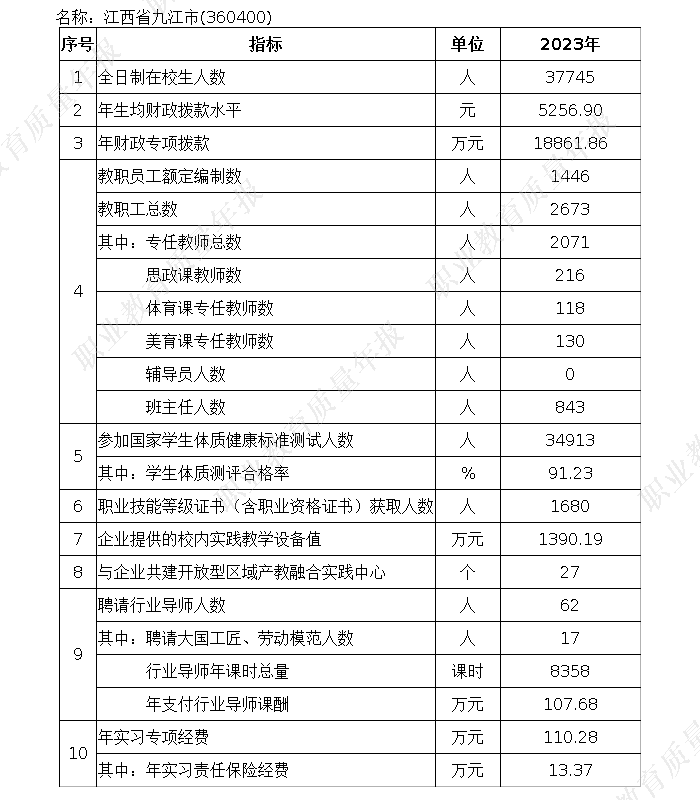 名称：江西省九江市(360400)
序号 指标 单位 2023年
1 全日制在校生人数 人 37745
2 年生均财政拨款水平 元 5256.90
3 年财政专项拨款 万元 18861.86
4 教职员工额定编制数 人 1446
教职工总数 人 2673
其中：专任教师总数 人 2071
思政课教师数 人 216
体育课专任教师数 人 118
美育课专任教师数 人 130
辅导员人数 人 0
班主任人数 人 843
5 参加国家学生体质健康标准测试人数 人 34913
其中：学生体质测评合格率 % 91.23
6 职业技能等级证书（含职业资格证书）获取人数 人 1680
7 企业提供的校内实践教学设备值 万元 1390.19
8 与企业共建开放型区域产教融合实践中心 个 27
9 聘请行业导师人数 人 62
其中：聘请大国工匠、劳动模范人数 人 17
行业导师年课时总量 课时 8358
年支付行业导师课酬 万元 107.68
10 年实习专项经费 万元 110.28
其中：年实习责任保险经费 万元 13.37
职业教育质量年报